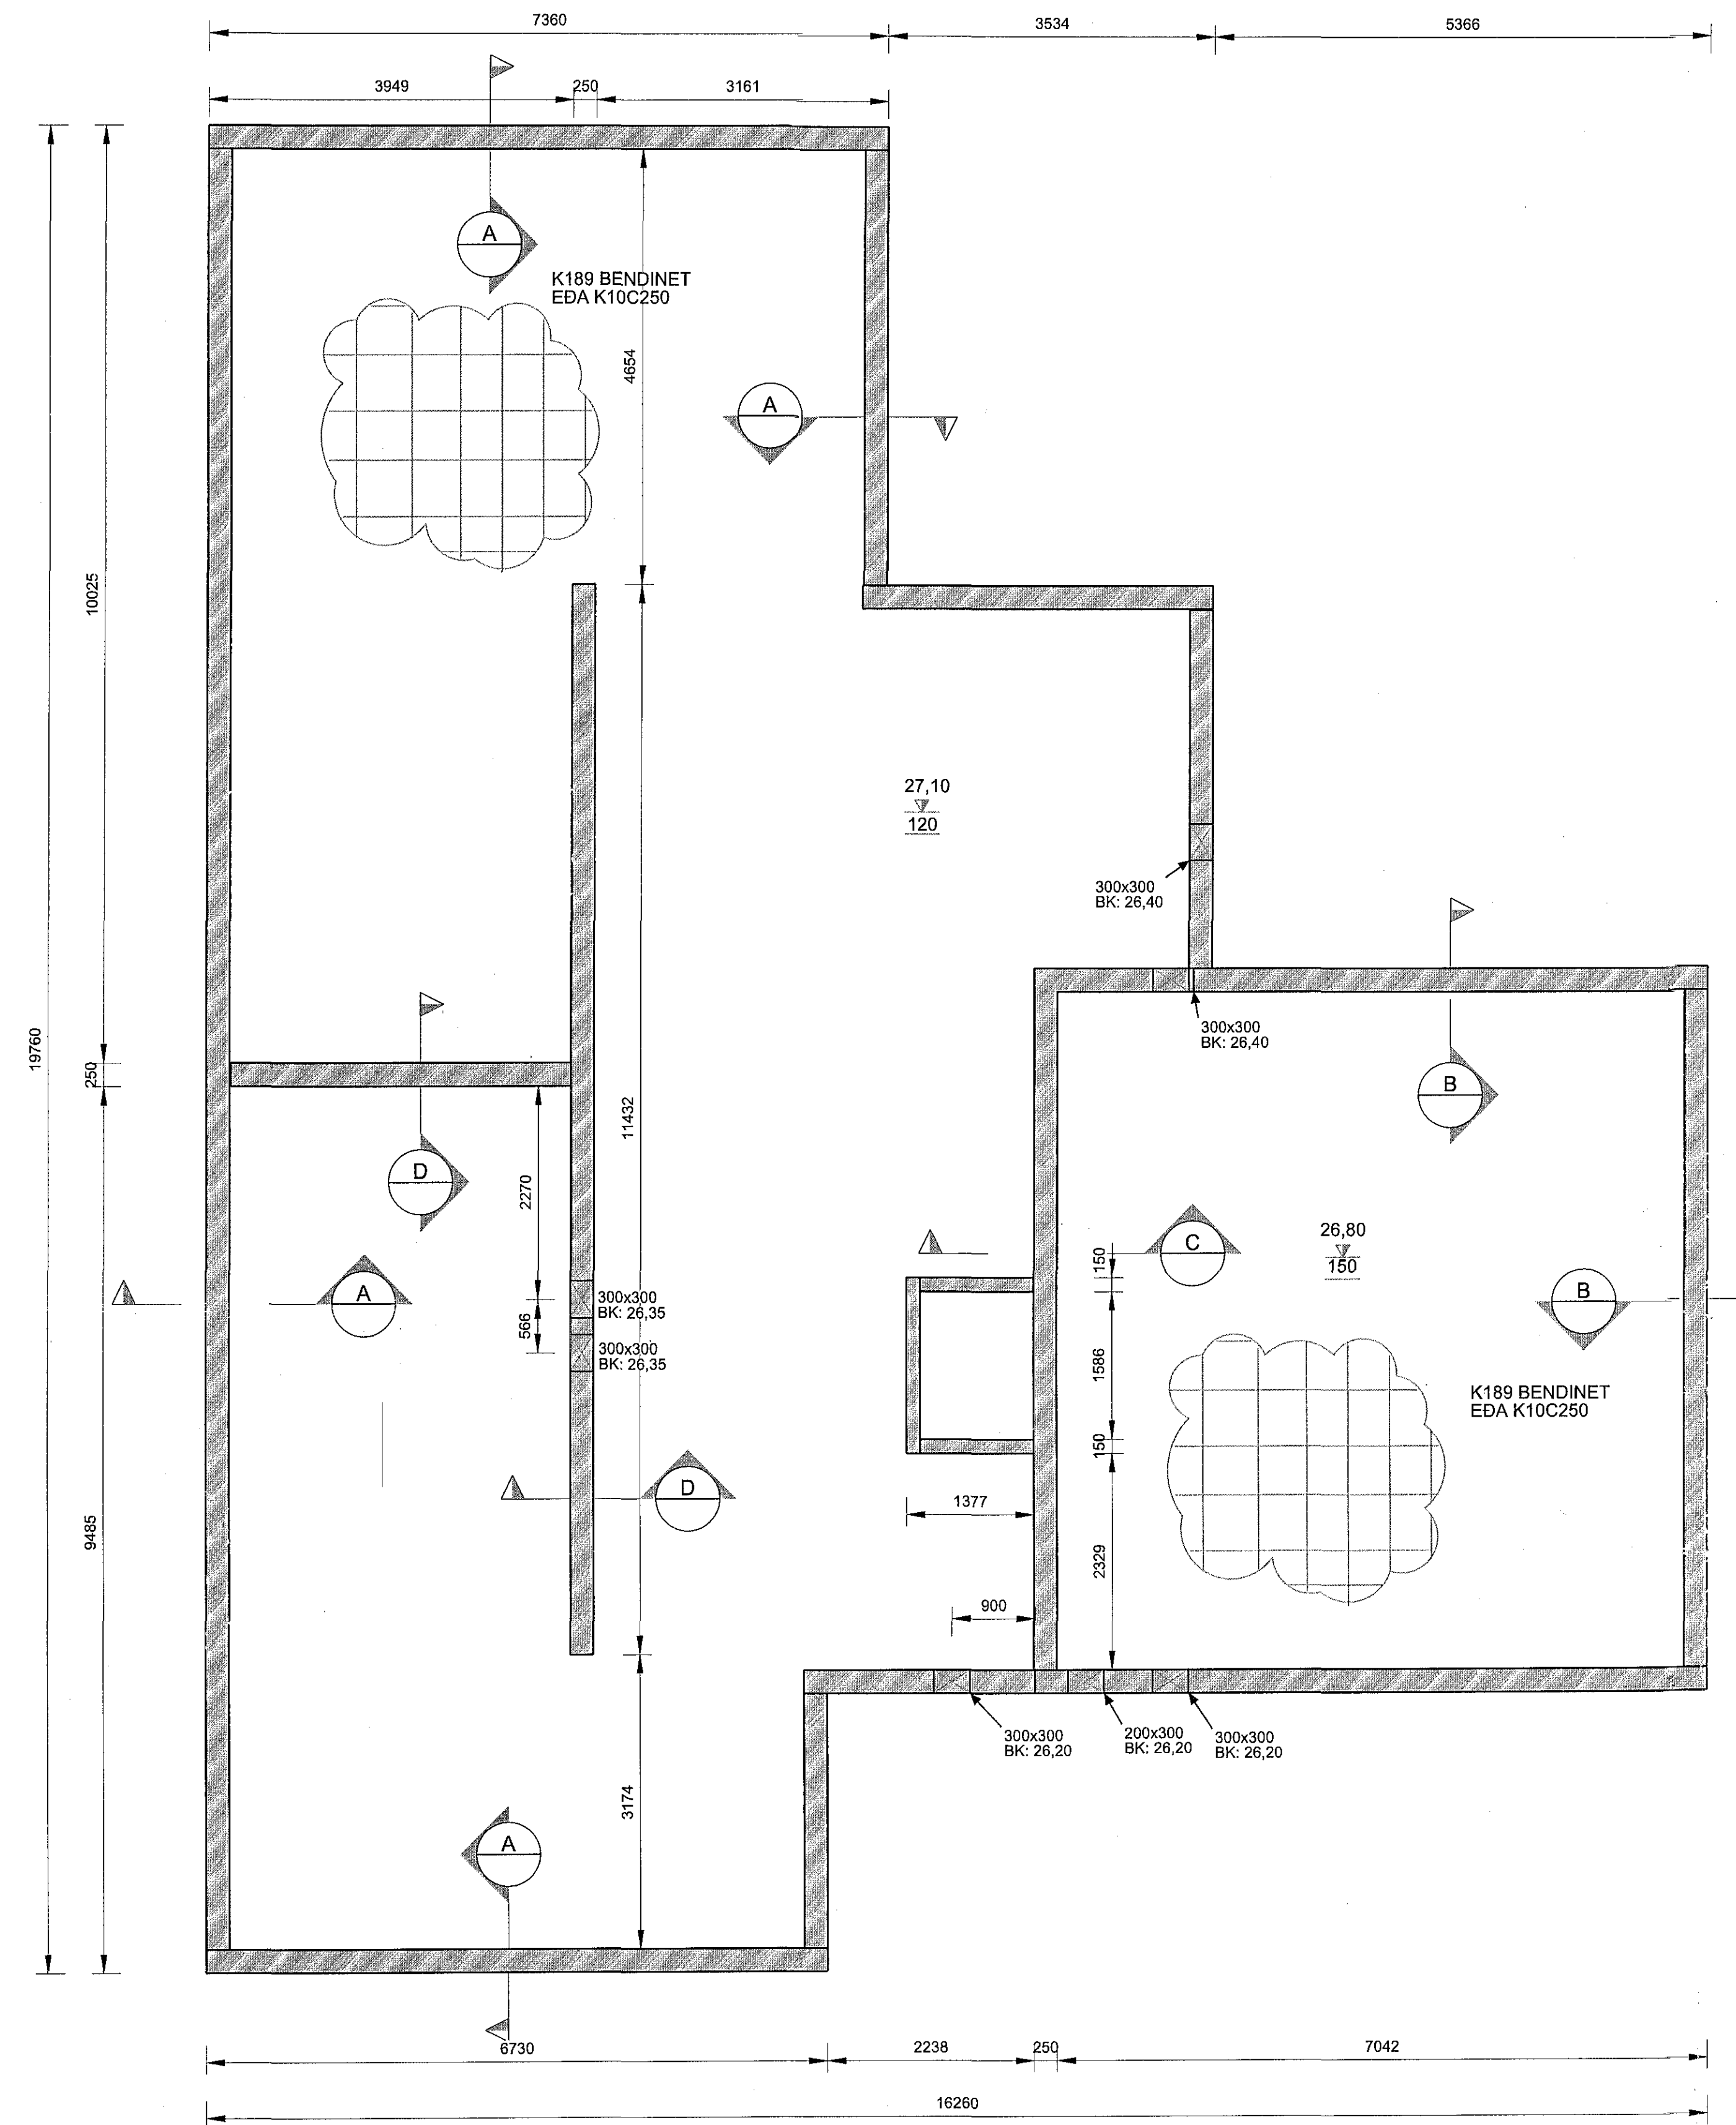 7360
3534
5366
3949
250
3161
A
K189 BENDINET
EÐA K10C250
4654
A
10025
27,10
120
300x300
BK: 26,40
300x300
BK: 26,40
19760
250
B
11432
D
2270
C
26,80
150
150
A
B
300x300
BK: 26,35
566
300x300
BK: 26,35
1586
K189 BENDINET
EÐA K10C250
150
D
1377
9485
2329
900
300x300
BK: 26,20
200x300
BK: 26,20
300x300
BK: 26,20
3174
A
6730
2238
250
7042
16260